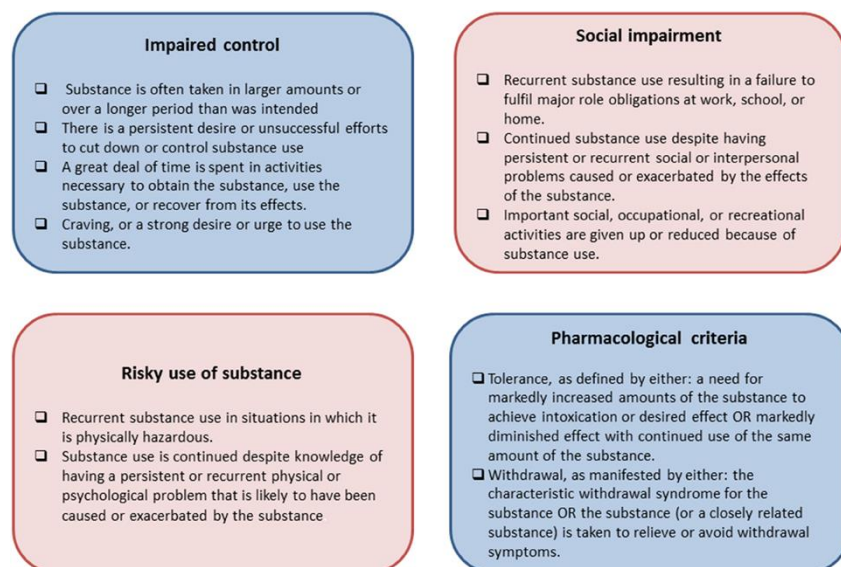 Impaired control
❑ Substance is often taken in larger amounts or
over a longer period than was intended
❑ There is a persistent desire or unsuccessful efforts
to cut down or control substance use
❑ A great deal of time is spent in activities
necessary to obtain the substance, use the
substance, or recover from its effects.
❑ Craving, or a strong desire or urge to use the
substance.
Social impairment
❑ Recurrent substance use resulting in a failure to
fulfil major role obligations at work, school, or
home.
❑ Continued substance use despite having
persistent or recurrent social or interpersonal
problems caused or exacerbated by the effects
of the substance.
❑ Important social, occupational, or recreational
activities are given up or reduced because of
substance use.
Risky use of substance
❑ Recurrent substance use in situations in which it
is physically hazardous.
❑ Substance use is continued despite knowledge of
having a persistent or recurrent physical or
psychological problem that is likely to have been
caused or exacerbated by the substance
Pharmacological criteria
❑ Tolerance, as defined by either: a need for
markedly increased amounts of the substance to
achieve intoxication or desired effect OR markedly
diminished effect with continued use of the same
amount of the substance.
❑ Withdrawal, as manifested by either: the
characteristic withdrawal syndrome for the
substance OR the substance (or a closely related
substance) is taken to relieve or avoid withdrawal
symptoms.